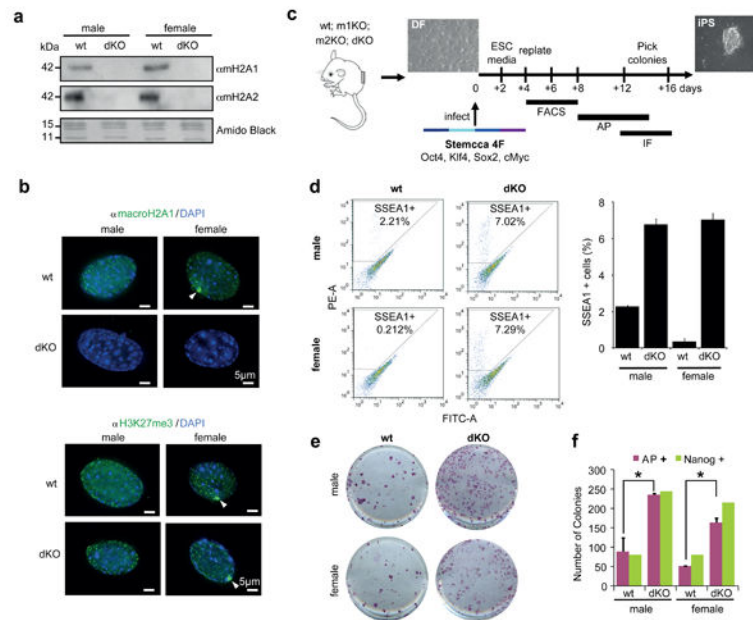 a
male female
kDa wt dKO wt dKO
42 αmH2A1
42 αmH2A2
15
11
Amido Black
b
αmacroH2A1/DAPI
male female
wt
dKO
5µm
αH3K27me3/DAPI
male female
wt
dKO
5µm
c
wt; m1KO;
m2KO; dKO
DF
ESC
media
replate
Pick
colonies
iPS
0 +2 +4 +6 +8 +12 +16 days
infect
FACS
AP
IF
Stemcca 4F
Oct4, Klf4, Sox2, cMyc
d
wt dKO
male
SSEA1+
2.21%
SSEA1+
7.02%
PE-A
female
SSEA1+
0.212%
SSEA1+
7.29%
FITC-A
SSEA1 + cells (%)
8
6
4
2
0
wt dKO wt dKO
male female
e
wt dKO
male
female
f
AP + Nanog +
Number of Colonies
300
250
200
150
100
50
0
* *
wt dKO wt dKO
male female